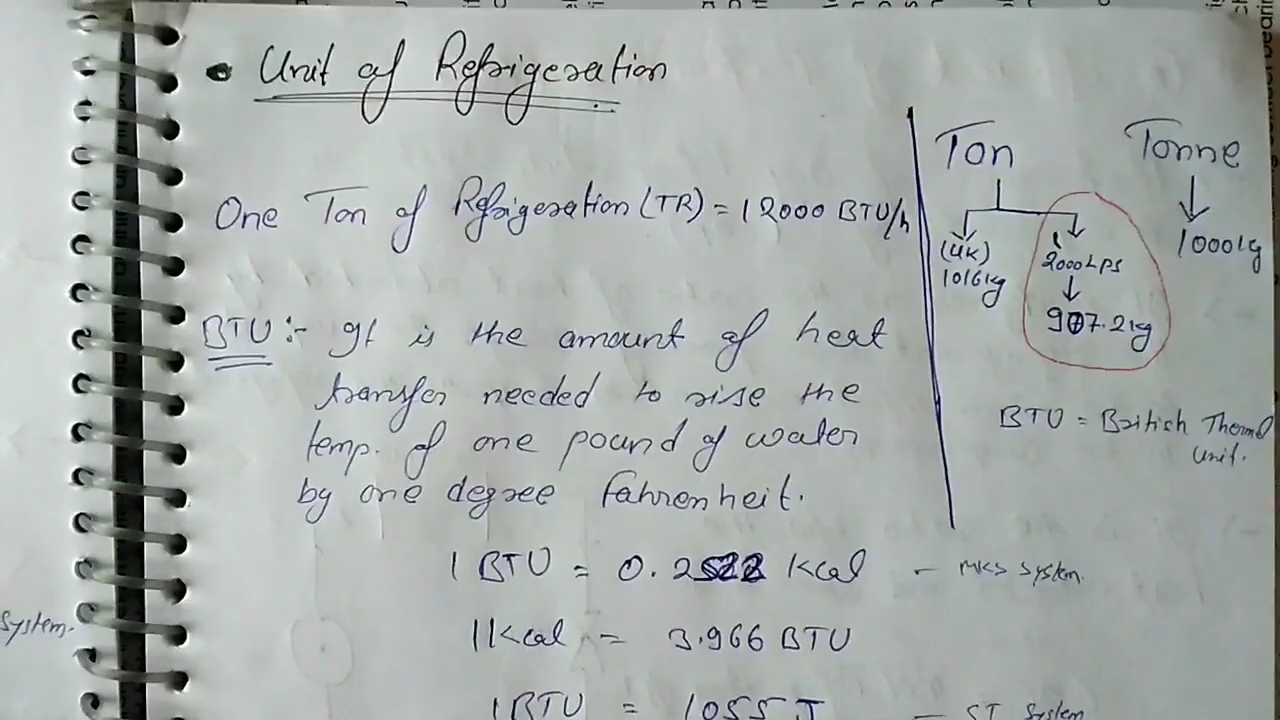 • Unit of Refrigeration
One Ton of Refrigeration (TR) = 12000 BTU/h
BTU :- It is the amount of heat
transfer needed to rise the
temp. of one pound of water
by one degree Fahrenheit.
1 BTU = 0.2522 Kcal - MKS System.
1 Kcal = 3.966 BTU
1 BTU = 1055 J - SI System
Ton
(UK)
1016 kg
2000 Lbs
907.2 kg
Tonne
1000 kg
BTU = British Thermal
Unit.
System.